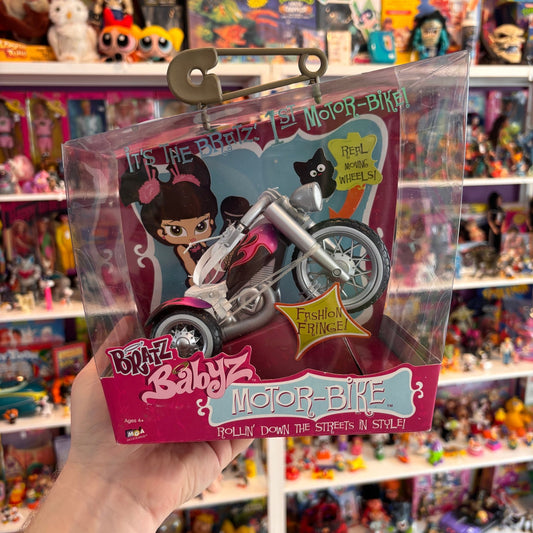 IT'S THE BRATZ 1ST MOTOR-BIKE!
REAL
MOVING
WHEELS!
FASHION
FRINGE!
BRATZ
BABYZ
MOTOR-BIKE™
Ages 4+
MGA
ROLLIN' DOWN THE STREETS IN STYLE!